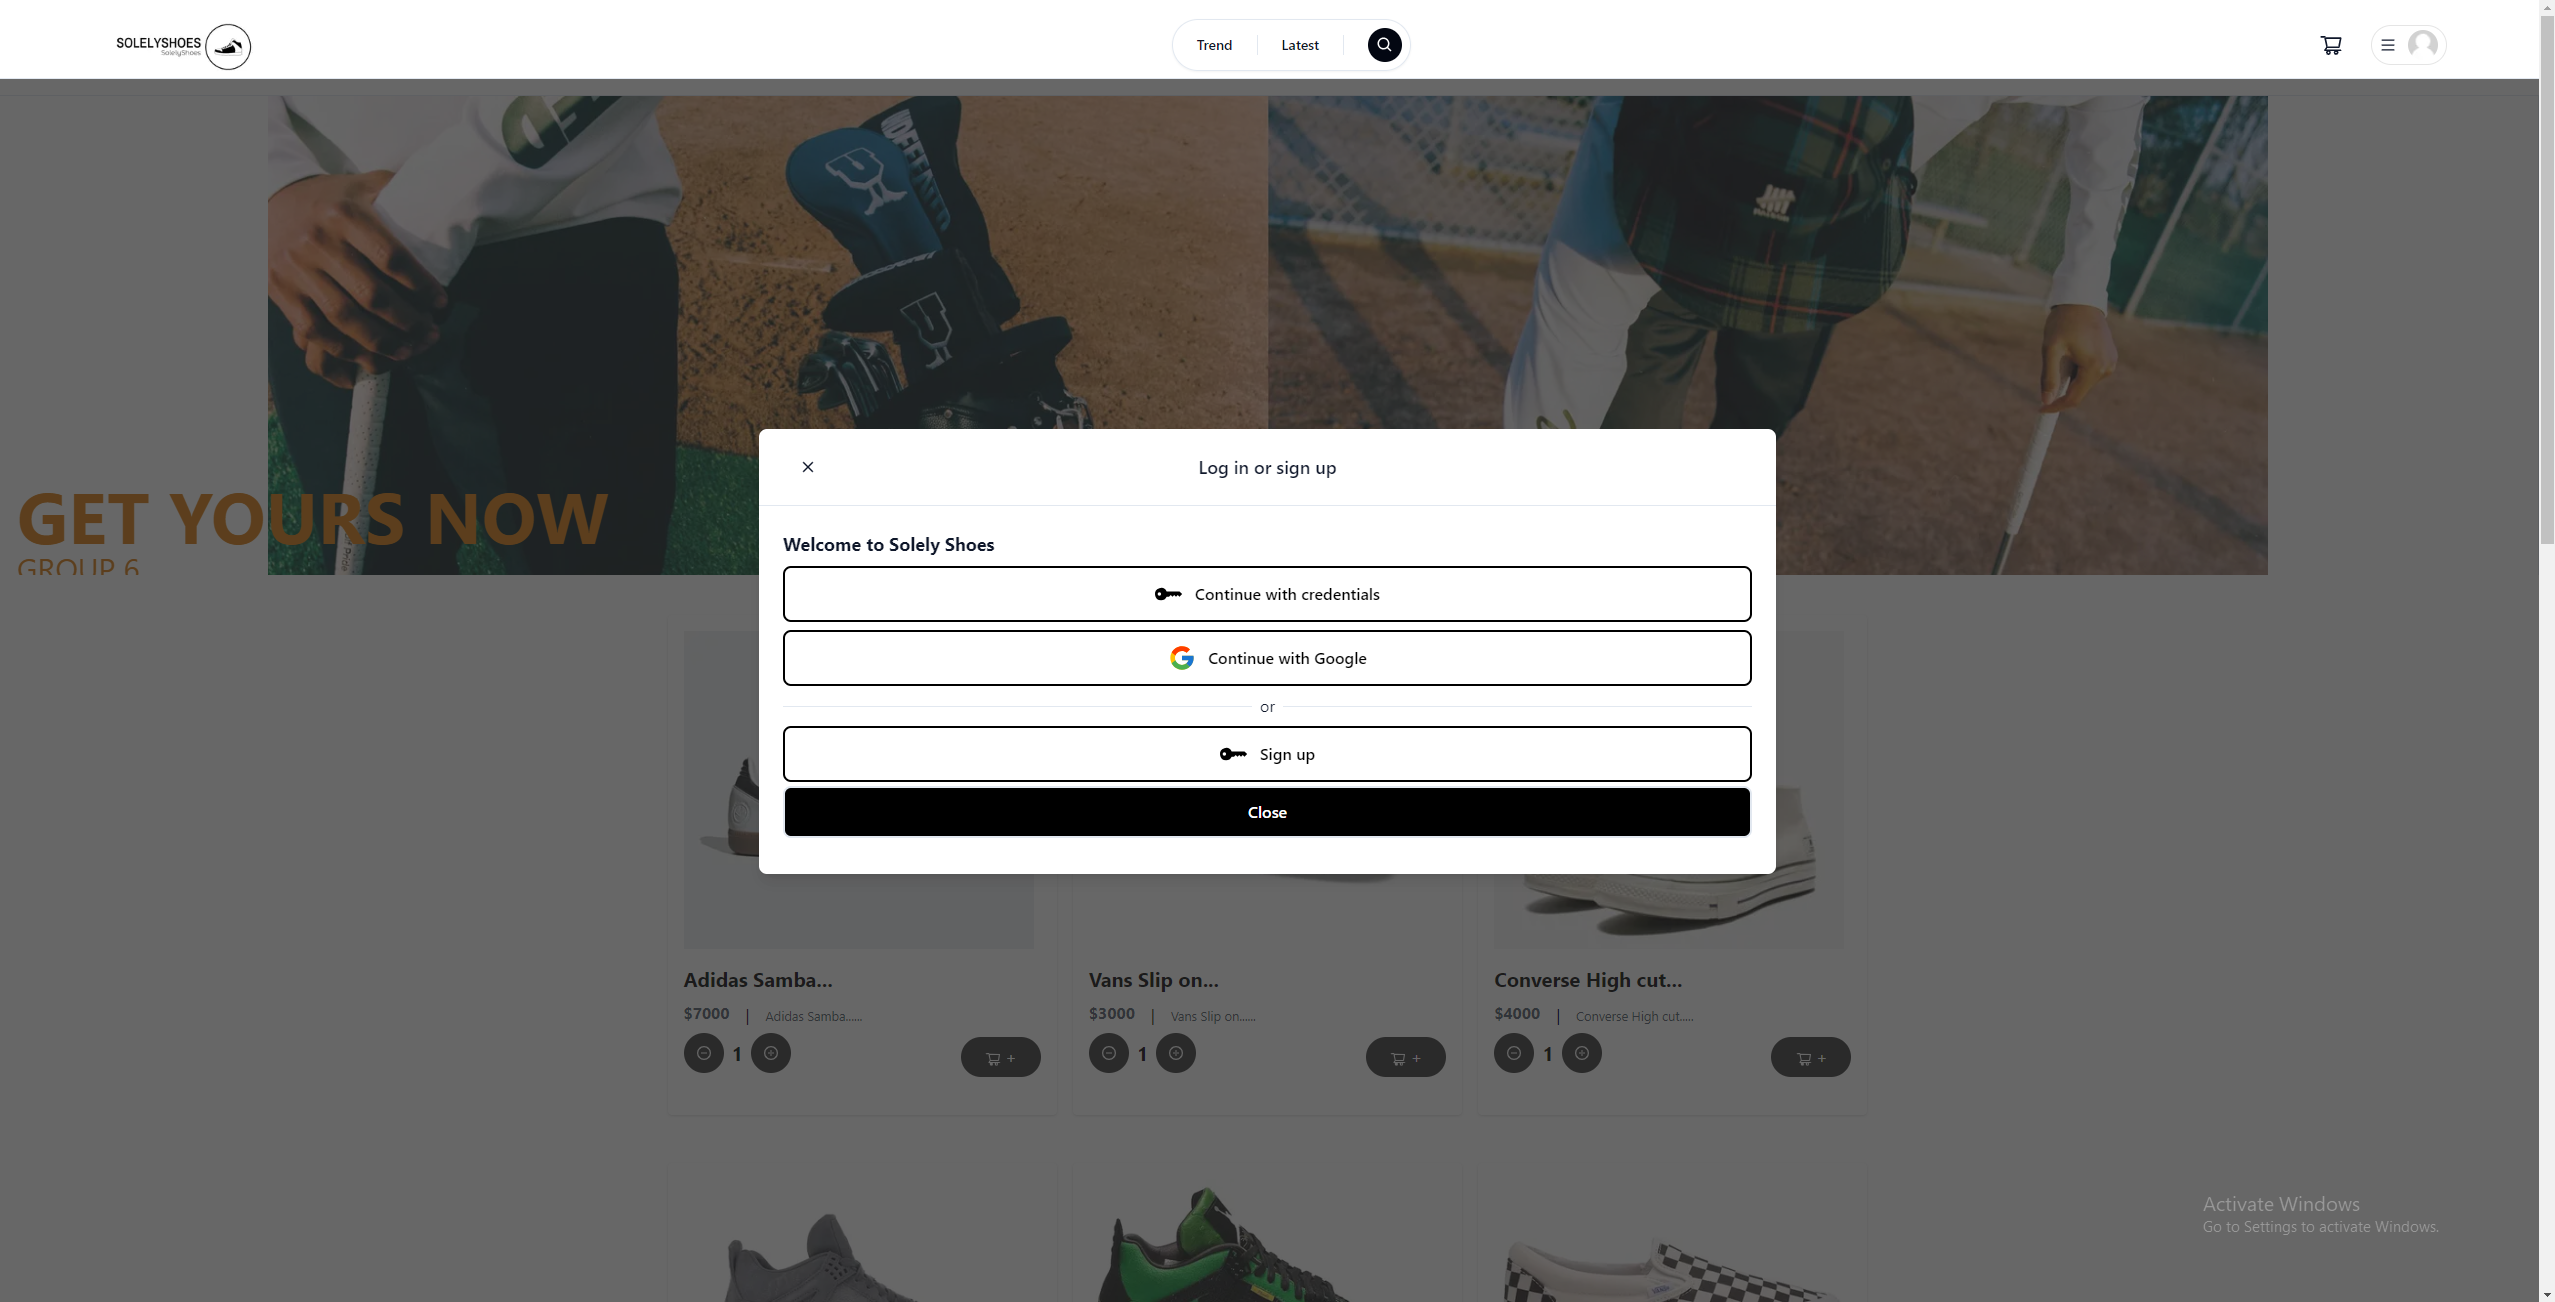 SOLELYSHOES
SolelyShoes
Trend
Latest
DEFENTD
GET YOURS NOW
GROUP 6
Log in or sign up
Welcome to Solely Shoes
Continue with credentials
Continue with Google
or
Sign up
Close
Adidas Samba...
$7000 | Adidas Samba......
1
+
Vans Slip on...
$3000 | Vans Slip on......
1
+
Converse High cut...
$4000 | Converse High cut.....
1
+
Activate Windows
Go to Settings to activate Windows.